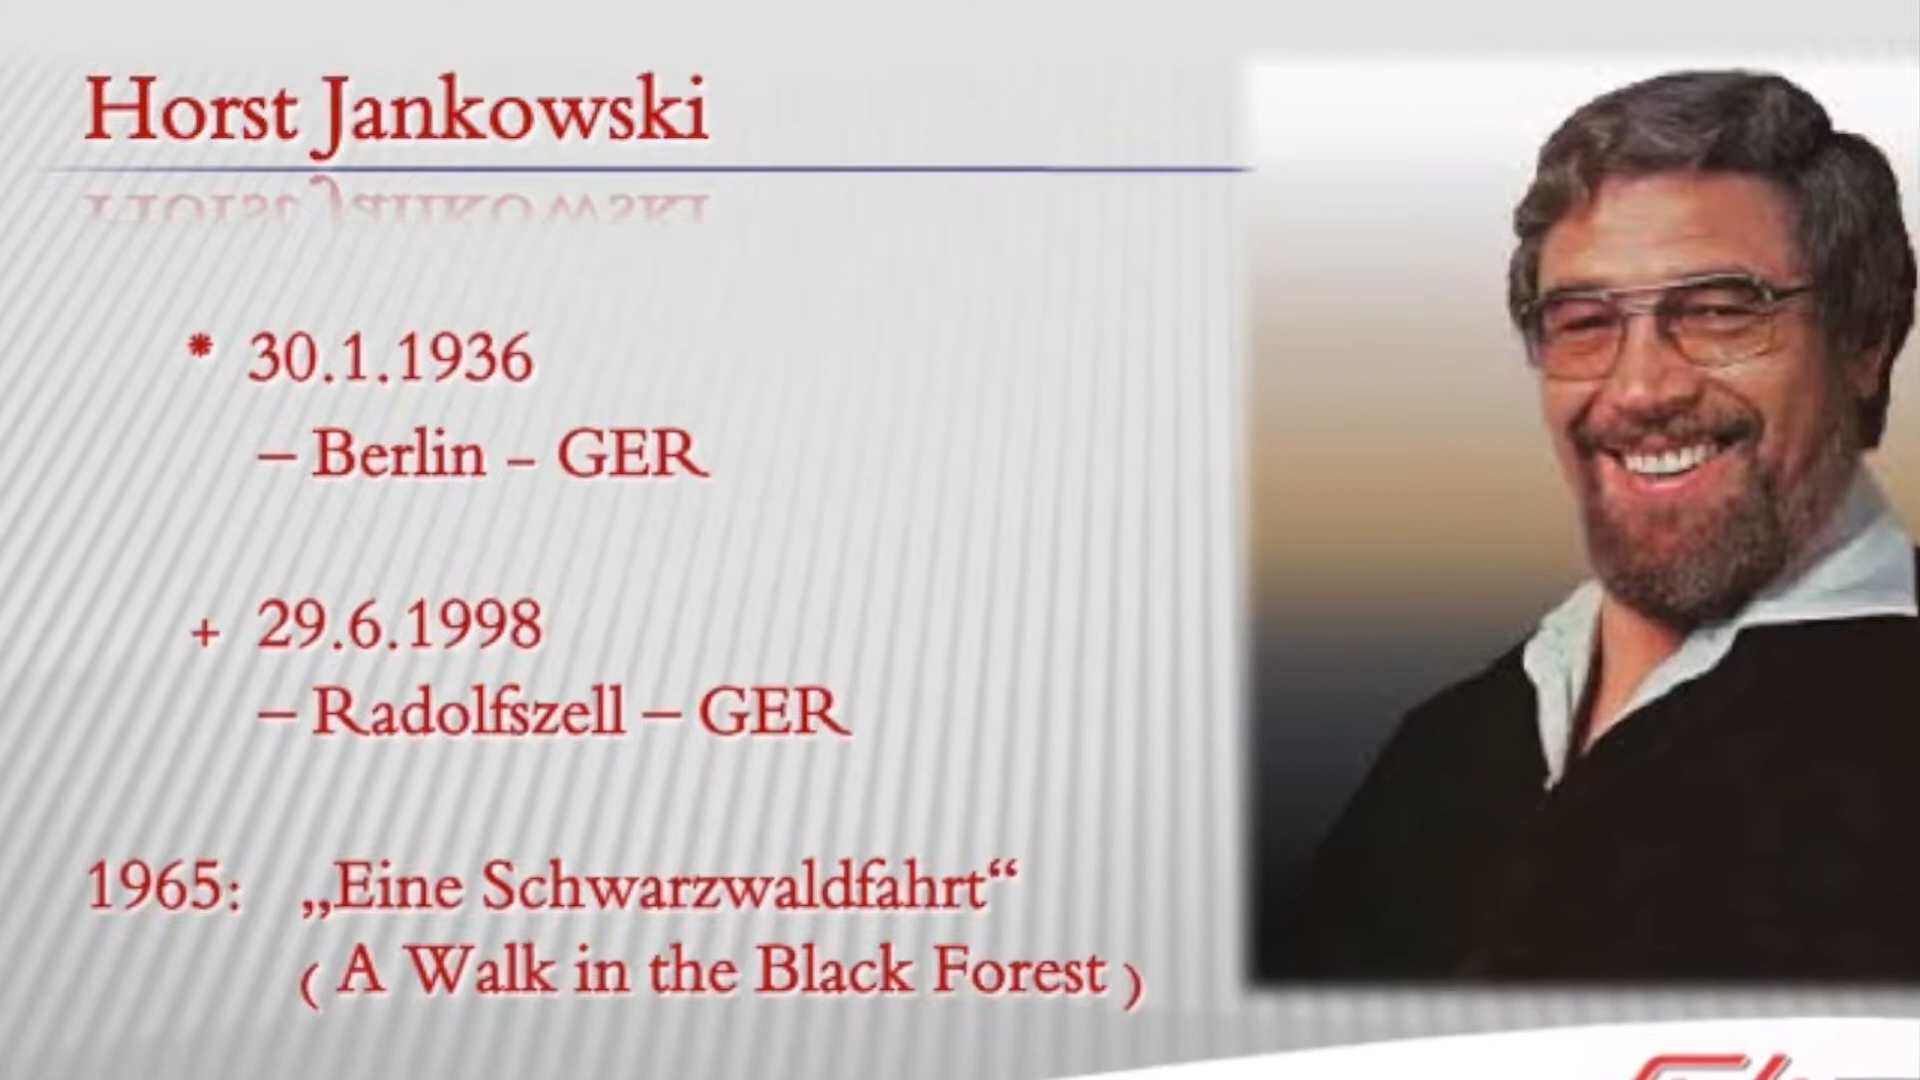 Horst Jankowski
* 30.1.1936
– Berlin – GER
+ 29.6.1998
– Radolfszell – GER
1965: „Eine Schwarzwaldfahrt“
( A Walk in the Black Forest )